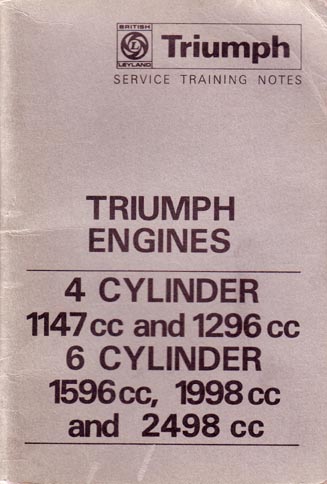 BRITISH
L
LEYLAND
Triumph
SERVICE TRAINING NOTES
TRIUMPH
ENGINES
4 CYLINDER
1147 cc and 1296 cc
6 CYLINDER
1596 cc, 1998 cc
and 2498 cc